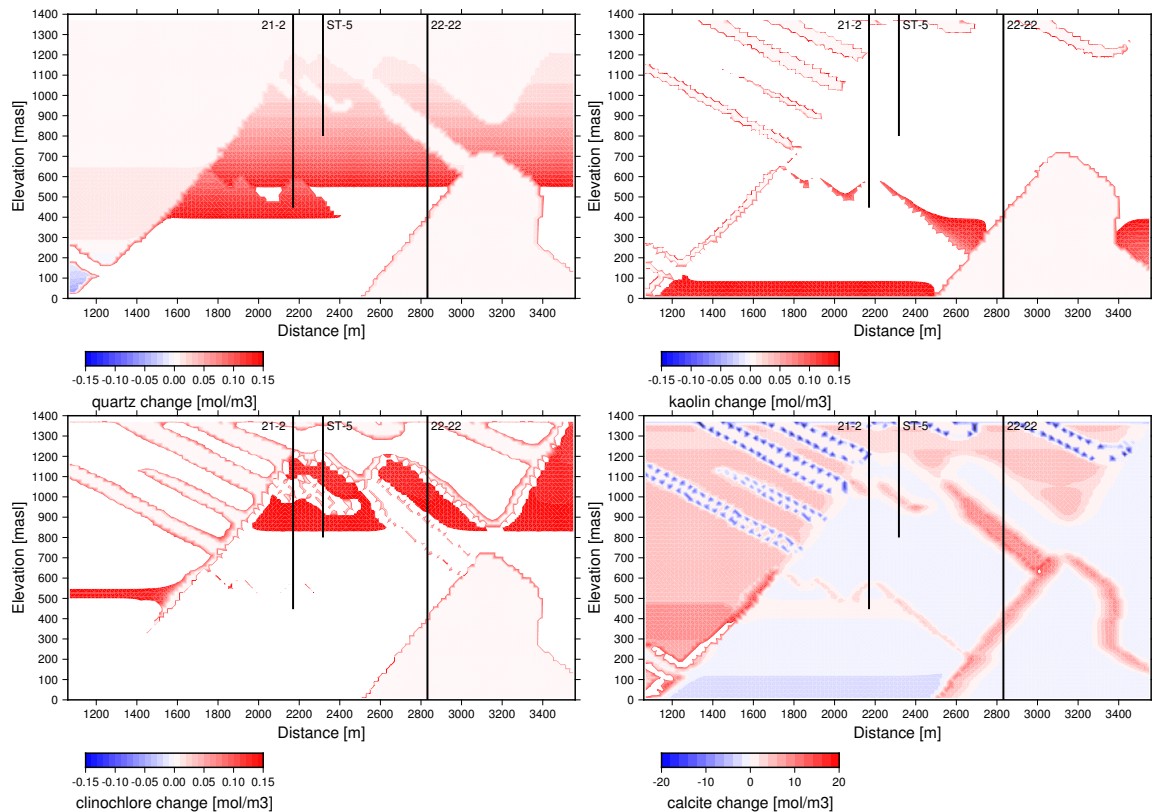 21-2 ST-5 22-22
1400
1300
1200
1100
1000
900
800
700
600
500
400
300
200
100
0
Elevation [masl]
1200 1400 1600 1800 2000 2200 2400 2600 2800 3000 3200 3400
Distance [m]
-0.15 -0.10 -0.05 0.00 0.05 0.10 0.15
quartz change [mol/m3]
21-2 ST-5 22-22
1400
1300
1200
1100
1000
900
800
700
600
500
400
300
200
100
0
Elevation [masl]
1200 1400 1600 1800 2000 2200 2400 2600 2800 3000 3200 3400
Distance [m]
-0.15 -0.10 -0.05 0.00 0.05 0.10 0.15
kaolin change [mol/m3]
21-2 ST-5 22-22
1400
1300
1200
1100
1000
900
800
700
600
500
400
300
200
100
0
Elevation [masl]
1200 1400 1600 1800 2000 2200 2400 2600 2800 3000 3200 3400
Distance [m]
-0.15 -0.10 -0.05 0.00 0.05 0.10 0.15
clinochlore change [mol/m3]
21-2 ST-5 22-22
1400
1300
1200
1100
1000
900
800
700
600
500
400
300
200
100
0
Elevation [masl]
1200 1400 1600 1800 2000 2200 2400 2600 2800 3000 3200 3400
Distance [m]
-20 -10 0 10 20
calcite change [mol/m3]